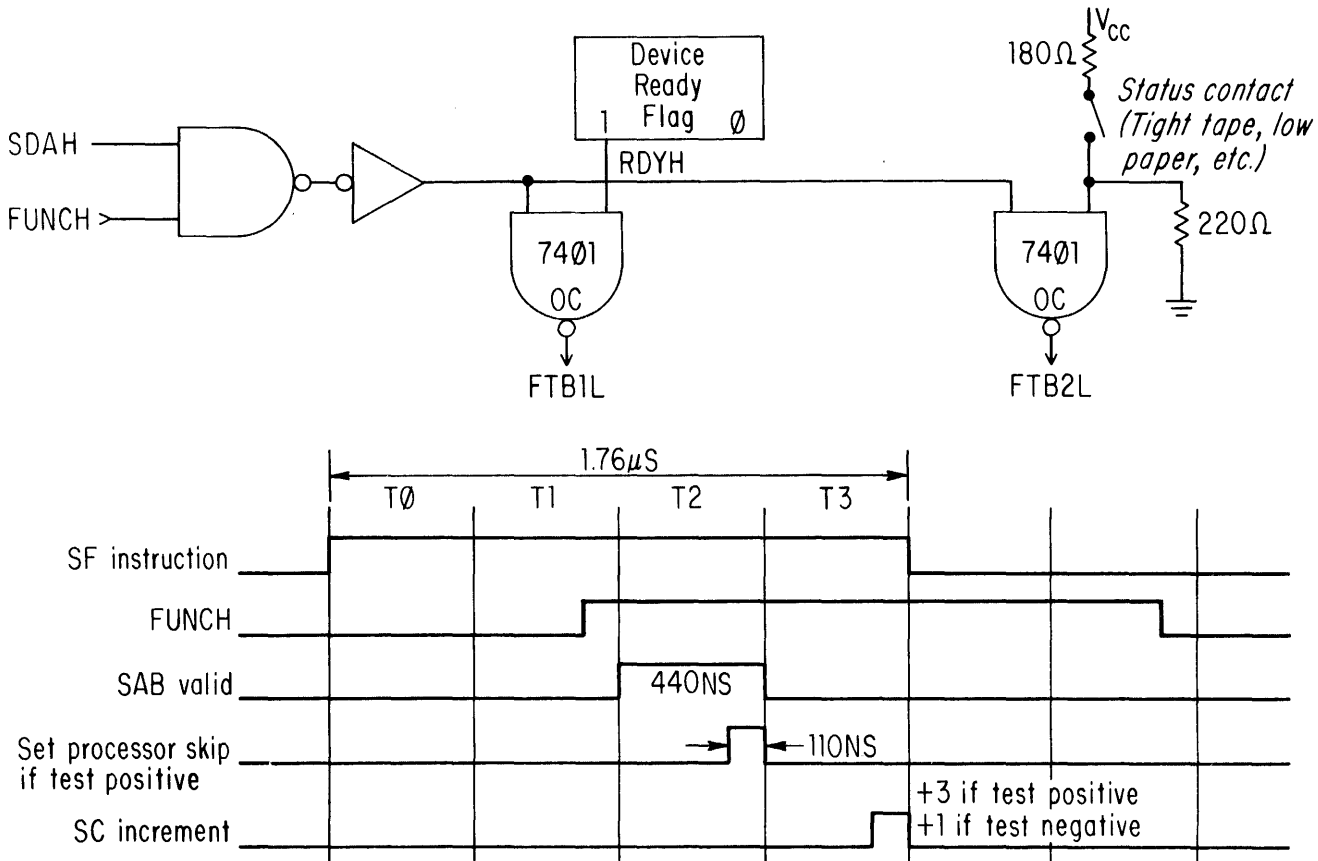 Device
Ready
Flag
1 Ø
RDYH
V_CC
180Ω
Status contact
(Tight tape, low
paper, etc.)
220Ω
SDAH
FUNCH
74Ø1
OC
FTB1L
74Ø1
OC
FTB2L
1.76μS
TØ T1 T2 T3
SF instruction
FUNCH
SAB valid
440NS
Set processor skip
if test positive
110NS
SC increment
+3 if test positive
+1 if test negative